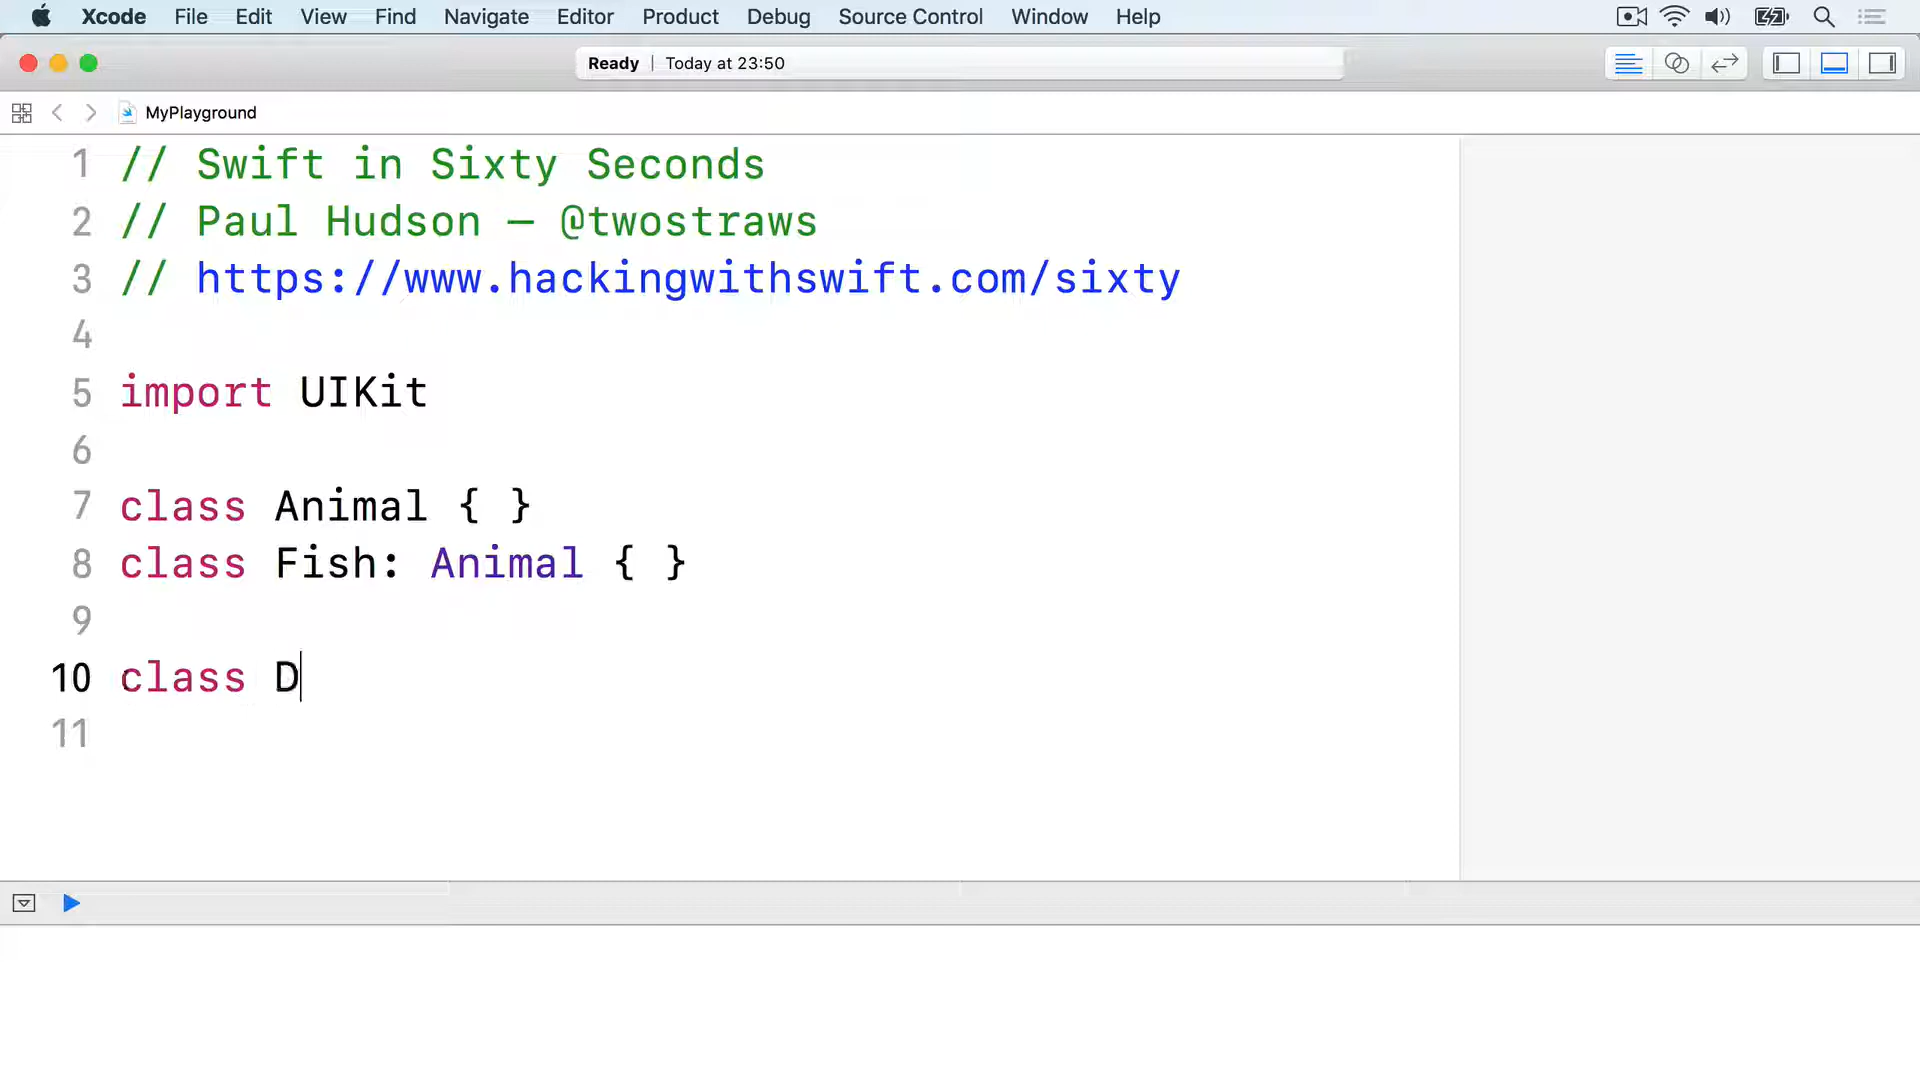 Xcode File Edit View Find Navigate Editor Product Debug Source Control Window Help
Ready | Today at 23:50
MyPlayground
1 // Swift in Sixty Seconds
2 // Paul Hudson — @twostraws
3 // https://www.hackingwithswift.com/sixty
4
5 import UIKit
6
7 class Animal { }
8 class Fish: Animal { }
9
10 class D
11